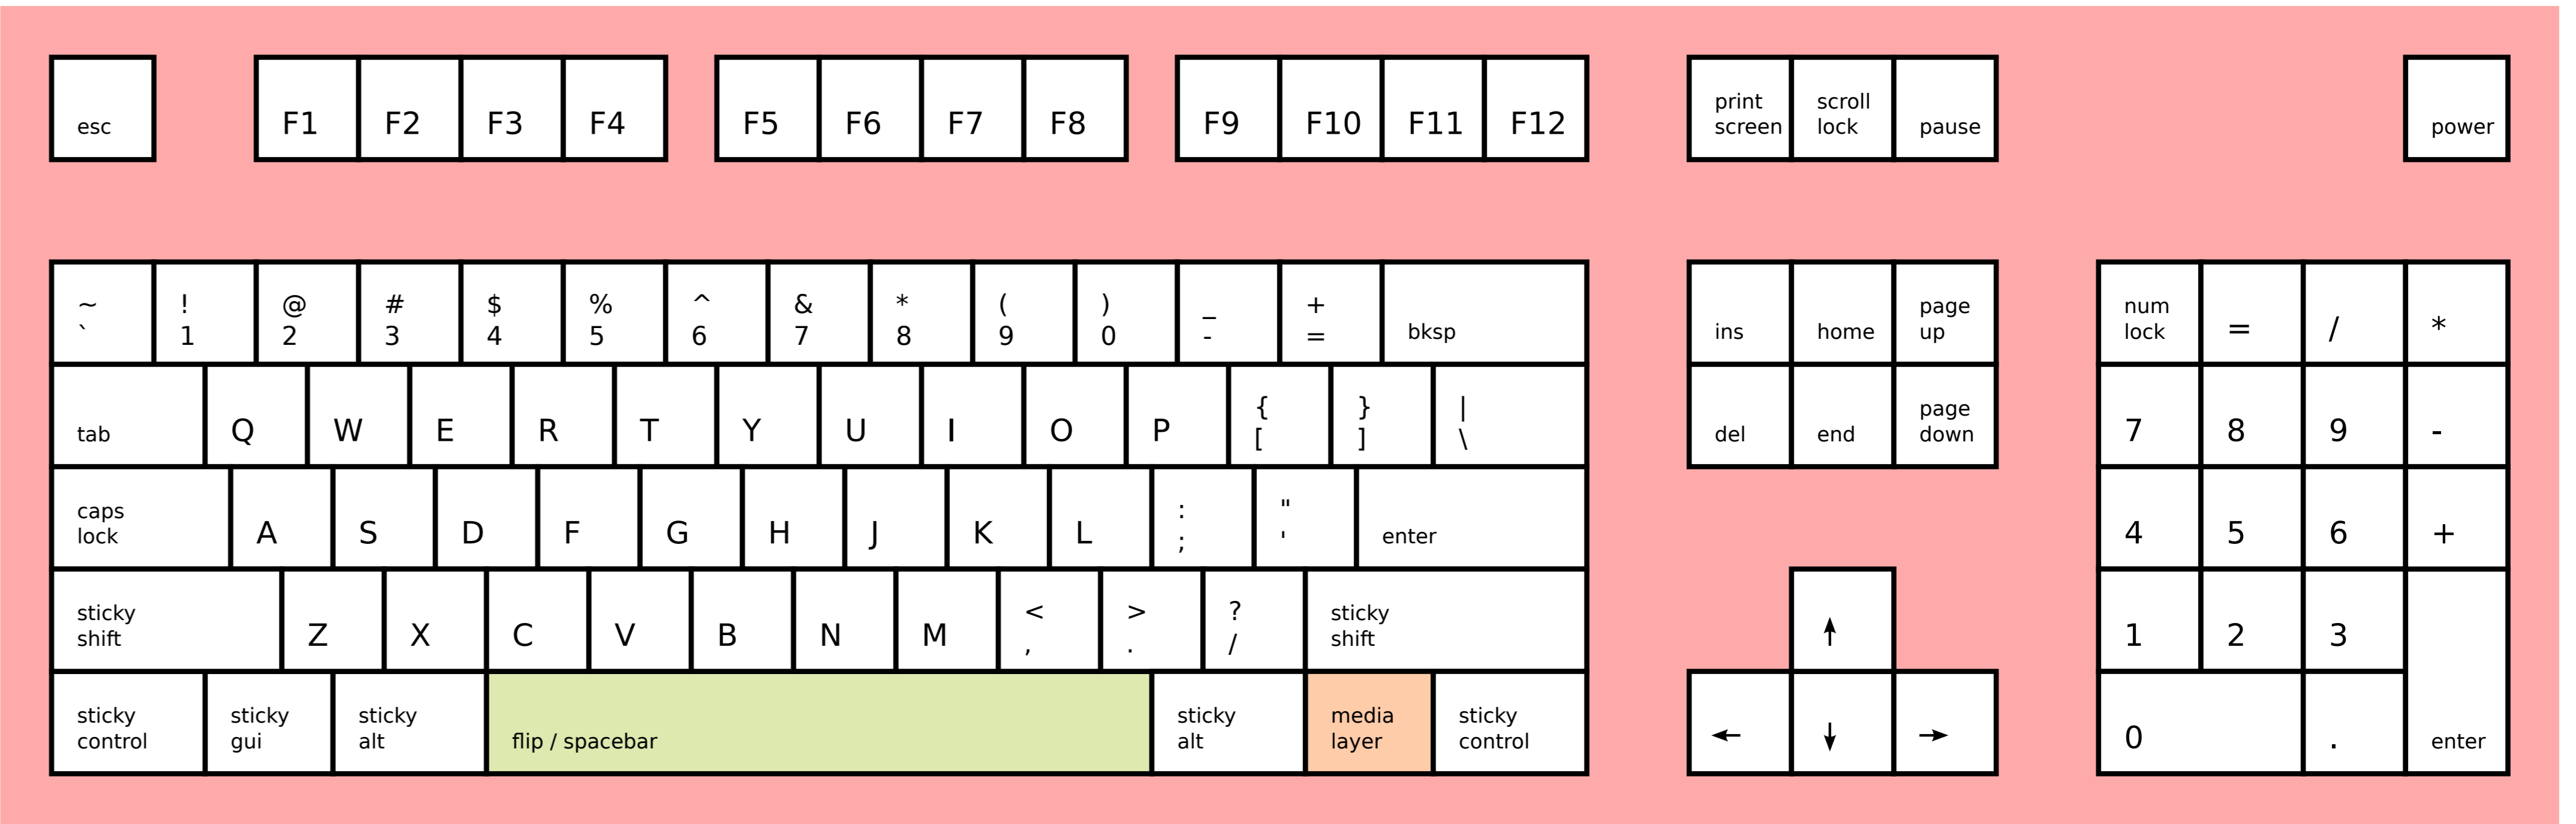 esc
F1 F2 F3 F4
F5 F6 F7 F8
F9 F10 F11 F12
print
screen
scroll
lock
pause
power
~ ! @ # $ % ^ & * ( ) _ +
` 1 2 3 4 5 6 7 8 9 0 - =
bksp
tab
Q W E R T Y U I O P
{ } |
[ ] \
caps
lock
A S D F G H J K L
: "
; '
enter
sticky
shift
Z X C V B N M
< > ?
, . /
sticky
shift
sticky
control
sticky
gui
sticky
alt
flip / spacebar
sticky
alt
media
layer
sticky
control
ins
home
page
up
del
end
page
down
↑
← ↓ →
num
lock
= / *
7 8 9 -
4 5 6 +
1 2 3
0 .
enter